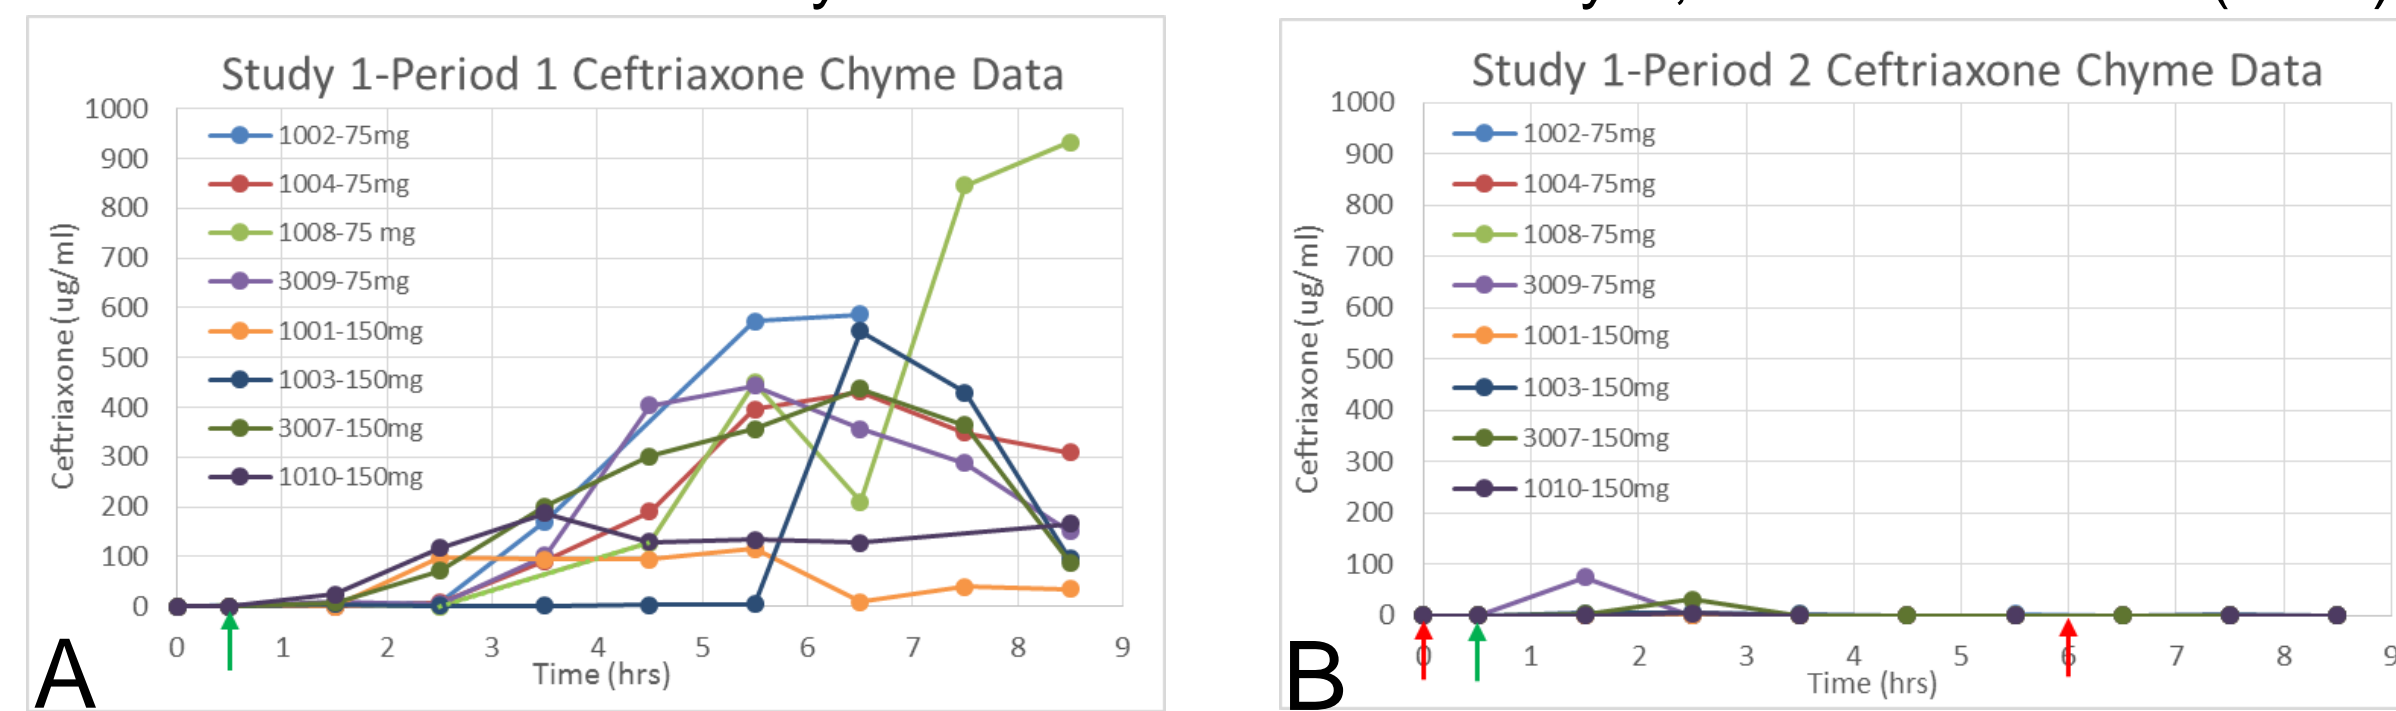 Study 1-Period 1 Ceftriaxone Chyme Data
1000
900
800
700
600
500
400
300
200
100
0
Ceftriaxone (ug/ml)
1002-75mg
1004-75mg
1008-75 mg
3009-75mg
1001-150mg
1003-150mg
3007-150mg
1010-150mg
0 1 2 3 4 5 6 7 8 9
Time (hrs)
A
Study 1-Period 2 Ceftriaxone Chyme Data
1000
900
800
700
600
500
400
300
200
100
0
Ceftriaxone (ug/ml)
1002-75mg
1004-75mg
1008-75mg
3009-75mg
1001-150mg
1003-150mg
3007-150mg
1010-150mg
0 1 2 3 4 5 6 7 8 9
Time (hrs)
B